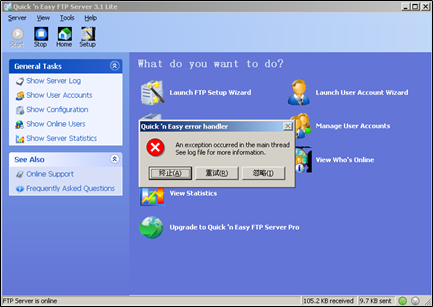 Quick 'n Easy FTP Server 3.1 Lite
Server View Tools Help
Start Stop Home Setup
General Tasks
Show Server Log
Show User Accounts
Show Configuration
Show Online Users
Show Server Statistics
See Also
Online Support
Frequently Asked Questions
What do you want to do?
Launch FTP Setup Wizard
Launch User Account Wizard
Manage User Accounts
View Who's Online
View Statistics
Upgrade to Quick 'n Easy FTP Server Pro
Quick 'n Easy error handler
An exception occurred in the main thread
See log file for more information.
终止(A) 重试(R) 忽略(I)
FTP Server is online 105.2 KB received 9.7 KB sent